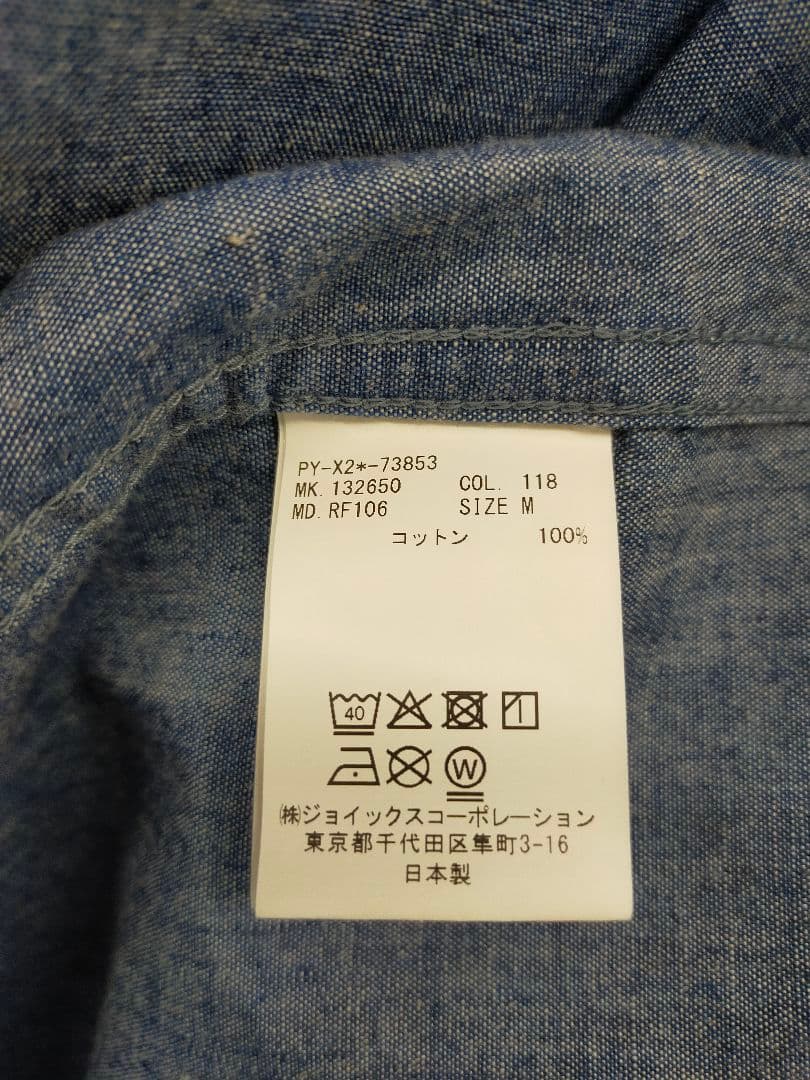 PY-X2*-73853
MK. 132650 COL. 118
MD. RF106 SIZE M
コットン 100%
40
W
㈱ジョイックスコーポレーション
東京都千代田区隼町3-16
日本製